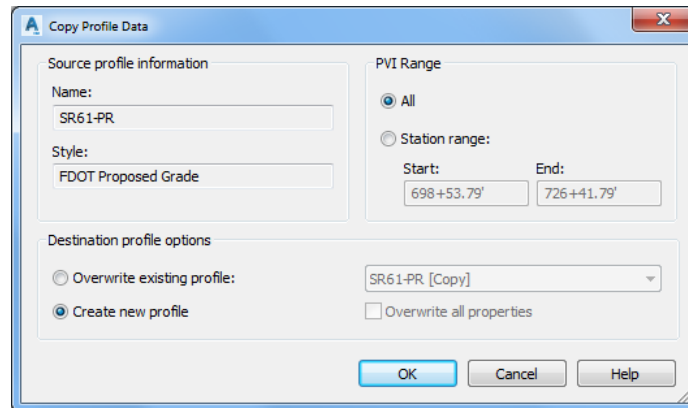 Copy Profile Data
Source profile information
Name:
SR61-PR
Style:
FDOT Proposed Grade
PVI Range
All
Station range:
Start: End:
698+53.79' 726+41.79'
Destination profile options
Overwrite existing profile: SR61-PR [Copy]
Create new profile Overwrite all properties
OK Cancel Help